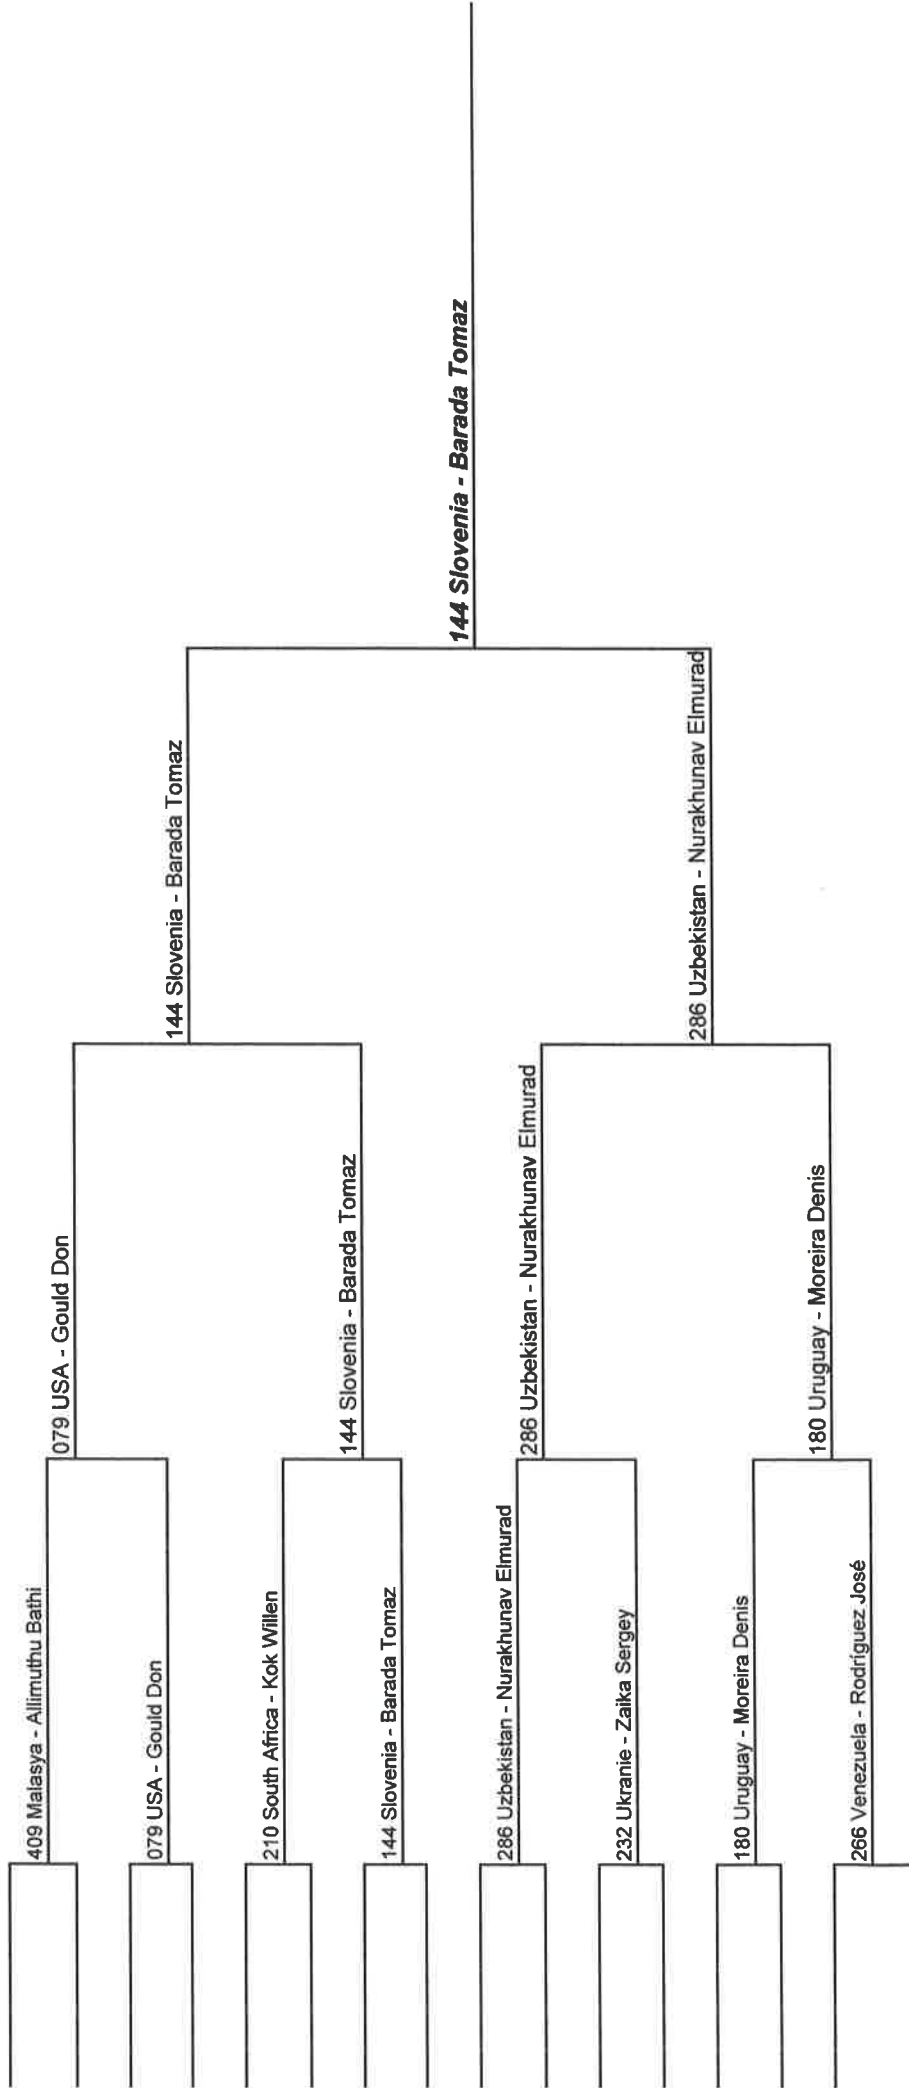 409 Malasya - Allimuthu Bathi
079 USA - Gould Don
210 South Africa - Kok Willen
144 Slovenia - Barada Tomaz
286 Uzbekistan - Nurakhunav Elmurad
232 Ukranie - Zaika Sergey
180 Uruguay - Moreira Denis
266 Venezuela - Rodríguez José
079 USA - Gould Don
144 Slovenia - Barada Tomaz
286 Uzbekistan - Nurakhunav Elmurad
180 Uruguay - Moreira Denis
144 Slovenia - Barada Tomaz
286 Uzbekistan - Nurakhunav Elmurad
144 Slovenia - Barada Tomaz